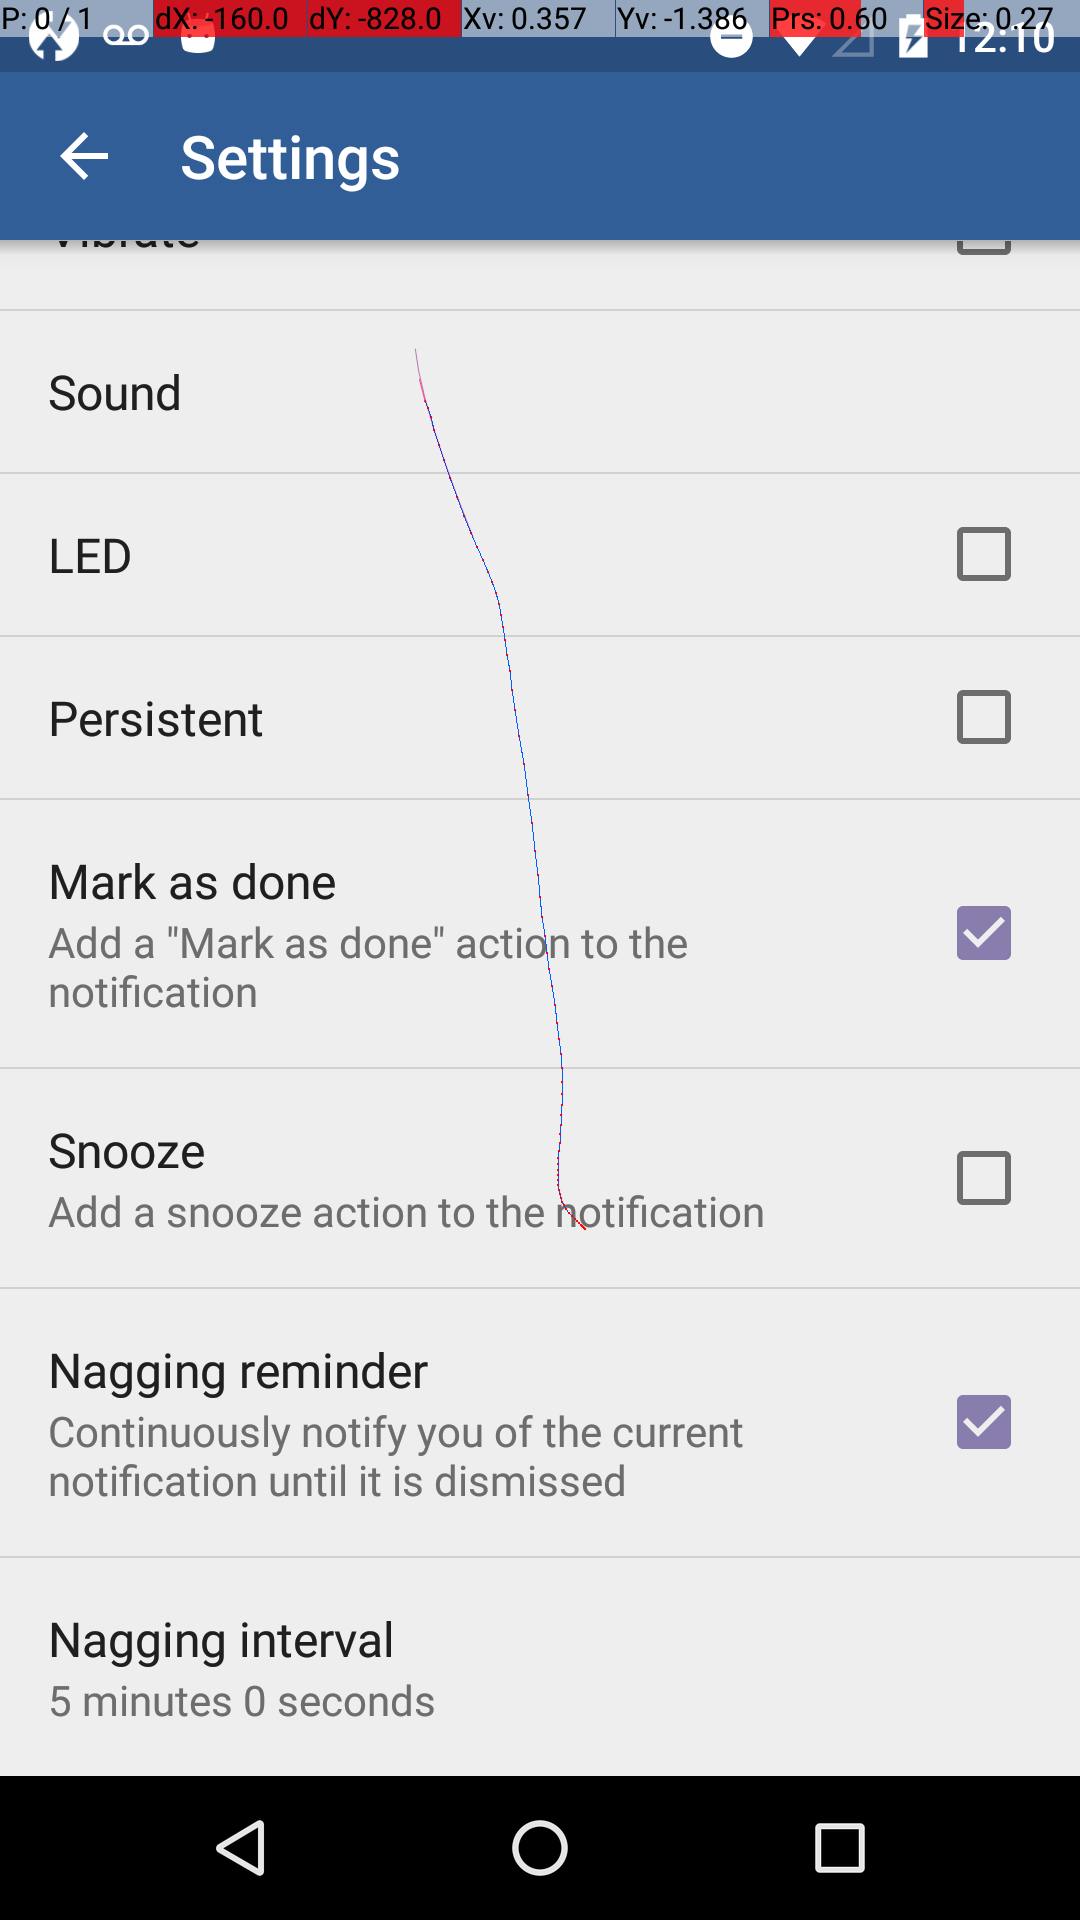 P: 0 / 1 dX: -160.0 dY: -828.0 Xv: 0.357 Yv: -1.386 Prs: 0.60 Size: 0.27
12:10
Settings
Vibrate
Sound
LED
Persistent
Mark as done
Add a "Mark as done" action to the
notification
Snooze
Add a snooze action to the notification
Nagging reminder
Continuously notify you of the current
notification until it is dismissed
Nagging interval
5 minutes 0 seconds